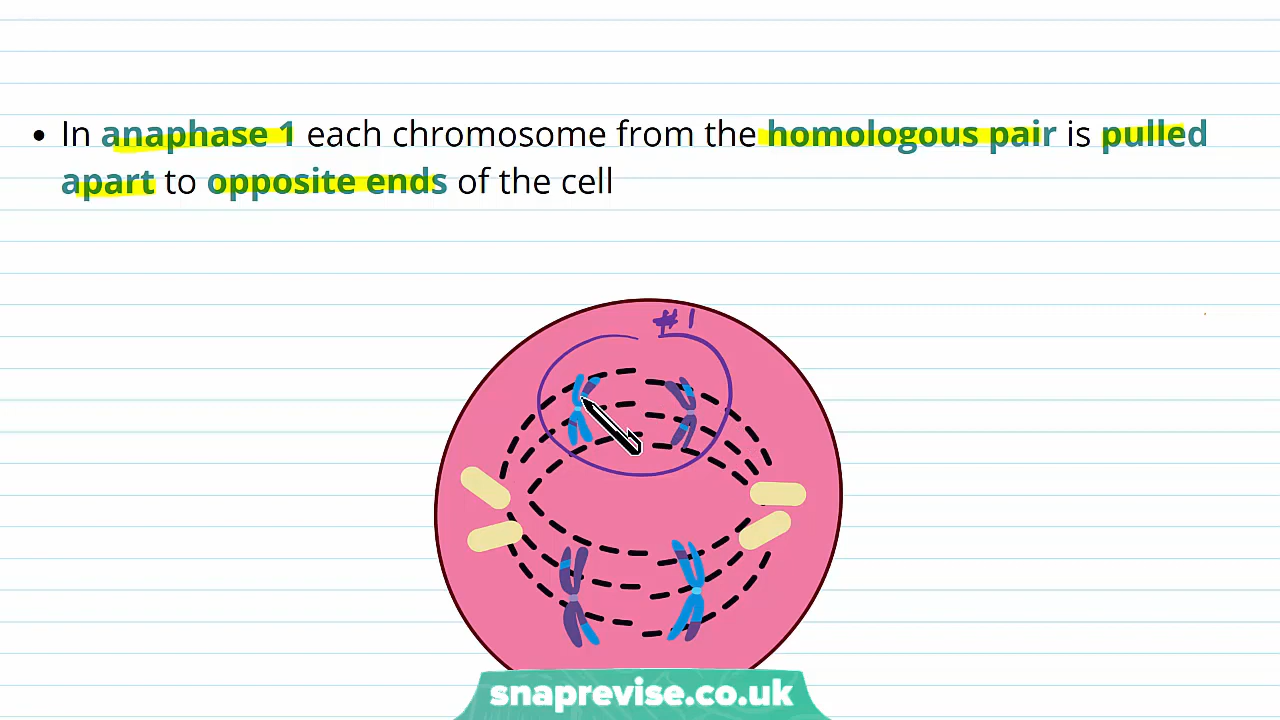 • In anaphase 1 each chromosome from the homologous pair is pulled
apart to opposite ends of the cell
#1
snaprevise.co.uk